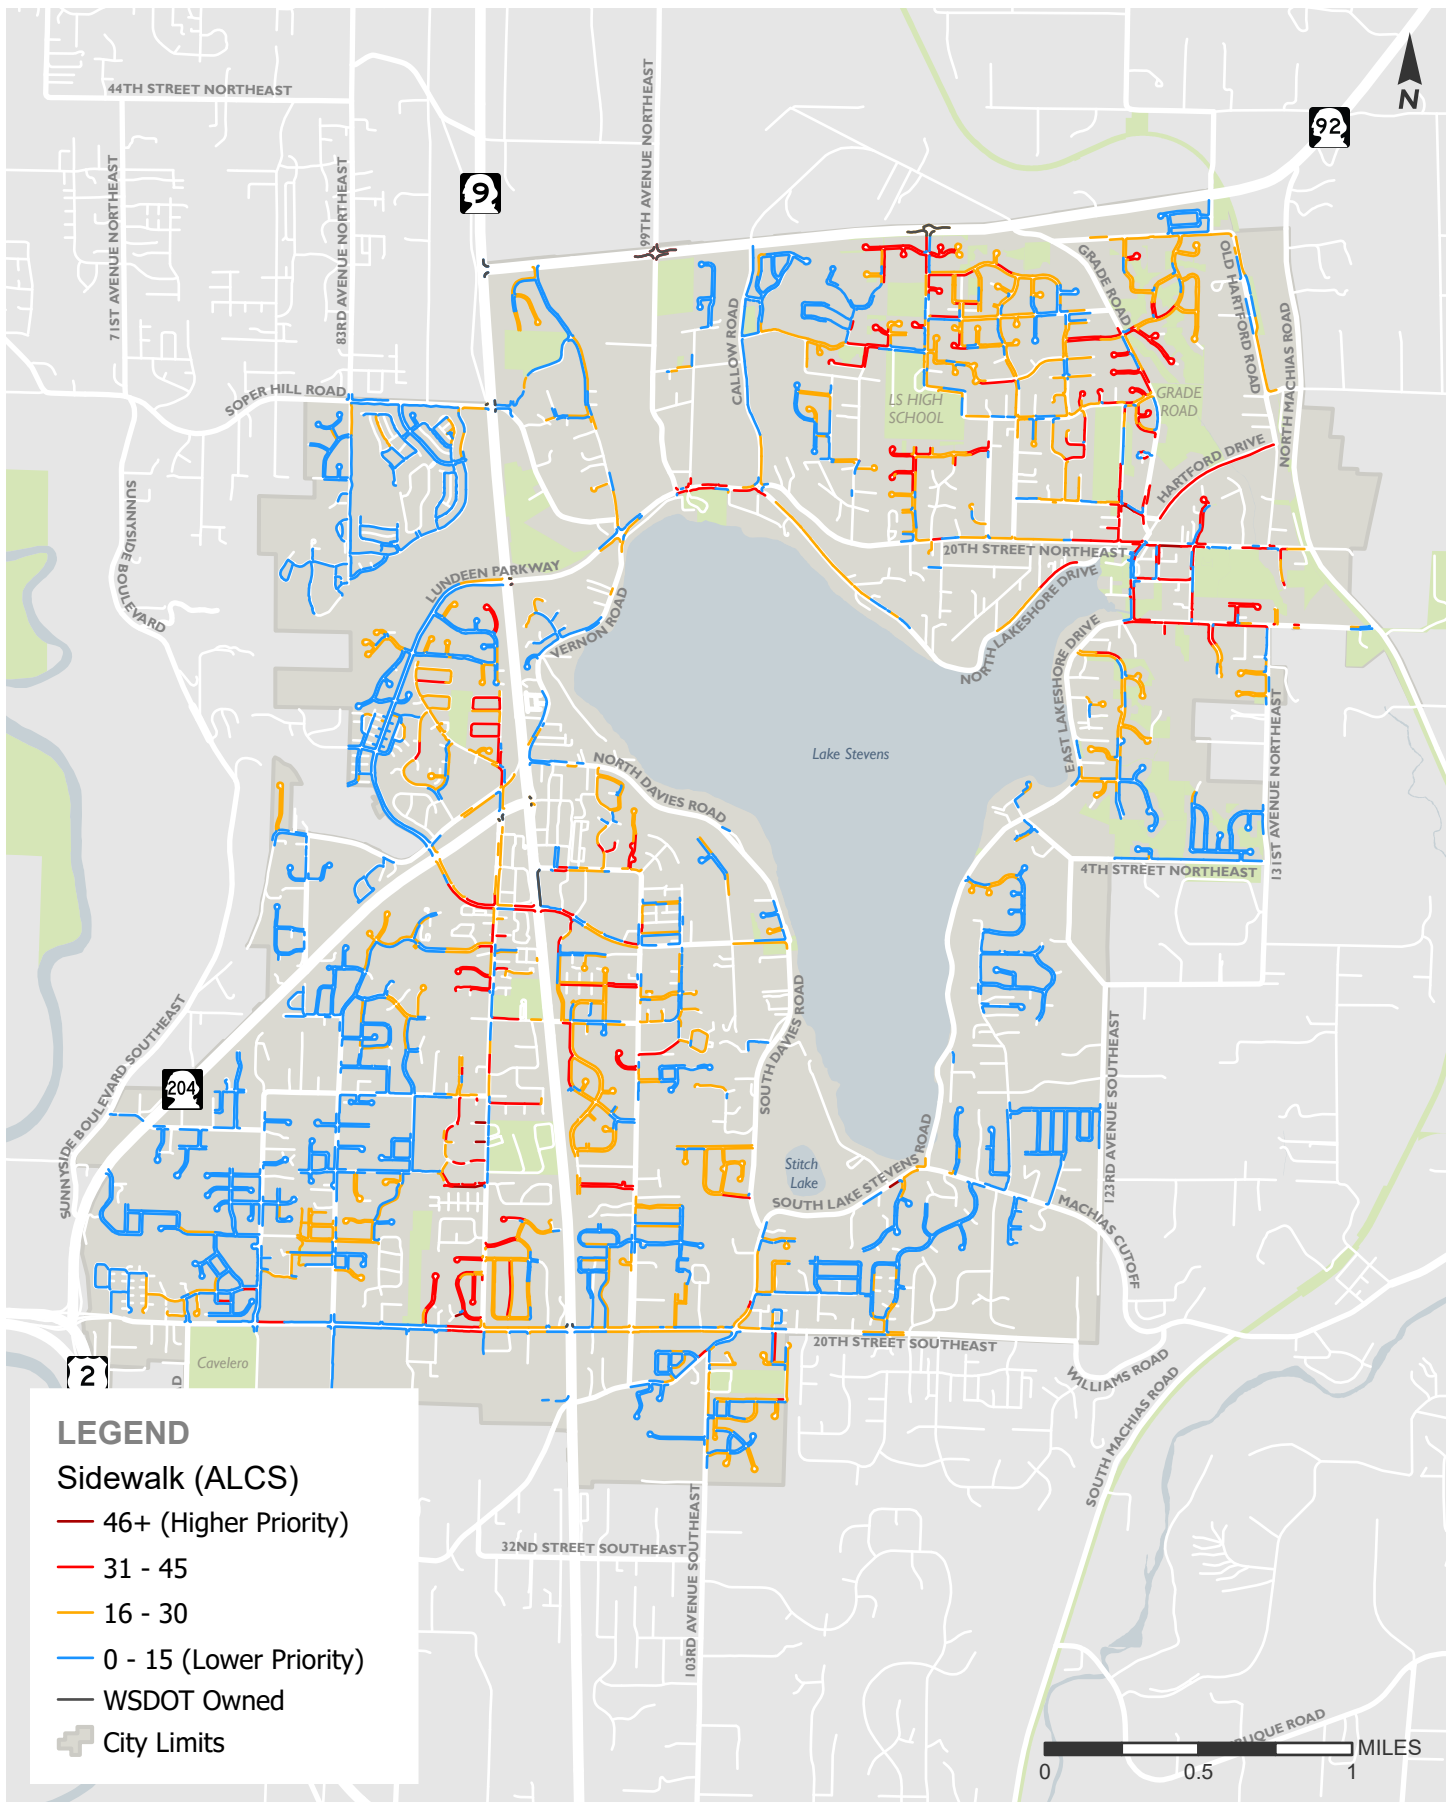 44TH STREET NORTHEAST
99TH AVENUE NORTHEAST
N
92
9
71ST AVENUE NORTHEAST
83RD AVENUE NORTHEAST
GRADE ROAD
OLD HARTFORD ROAD
NORTH MACHIAS ROAD
CALLOW ROAD
SOPER HILL ROAD
LS HIGH
SCHOOL
GRADE
ROAD
HARTFORD DRIVE
SUNNYSIDE BOULEVARD
20TH STREET NORTHEAST
LUNDEEN PARKWAY
NORTH LAKESHORE DRIVE
VERNON ROAD
EAST LAKESHORE DRIVE
131ST AVENUE NORTHEAST
Lake Stevens
NORTH DAVIES ROAD
4TH STREET NORTHEAST
SUNNYSIDE BOULEVARD SOUTHEAST
SOUTH DAVIES ROAD
123RD AVENUE SOUTHEAST
204
Stitch
Lake
SOUTH LAKE STEVENS ROAD
MACHIAS CUTOFF
20TH STREET SOUTHEAST
Cavelero
2
WILLIAMS ROAD
SOUTH MACHIAS ROAD
32ND STREET SOUTHEAST
103RD AVENUE SOUTHEAST
LEGEND
Sidewalk (ALCS)
46+ (Higher Priority)
31 - 45
16 - 30
0 - 15 (Lower Priority)
WSDOT Owned
City Limits
ROAD
MILES
0 0.5 1